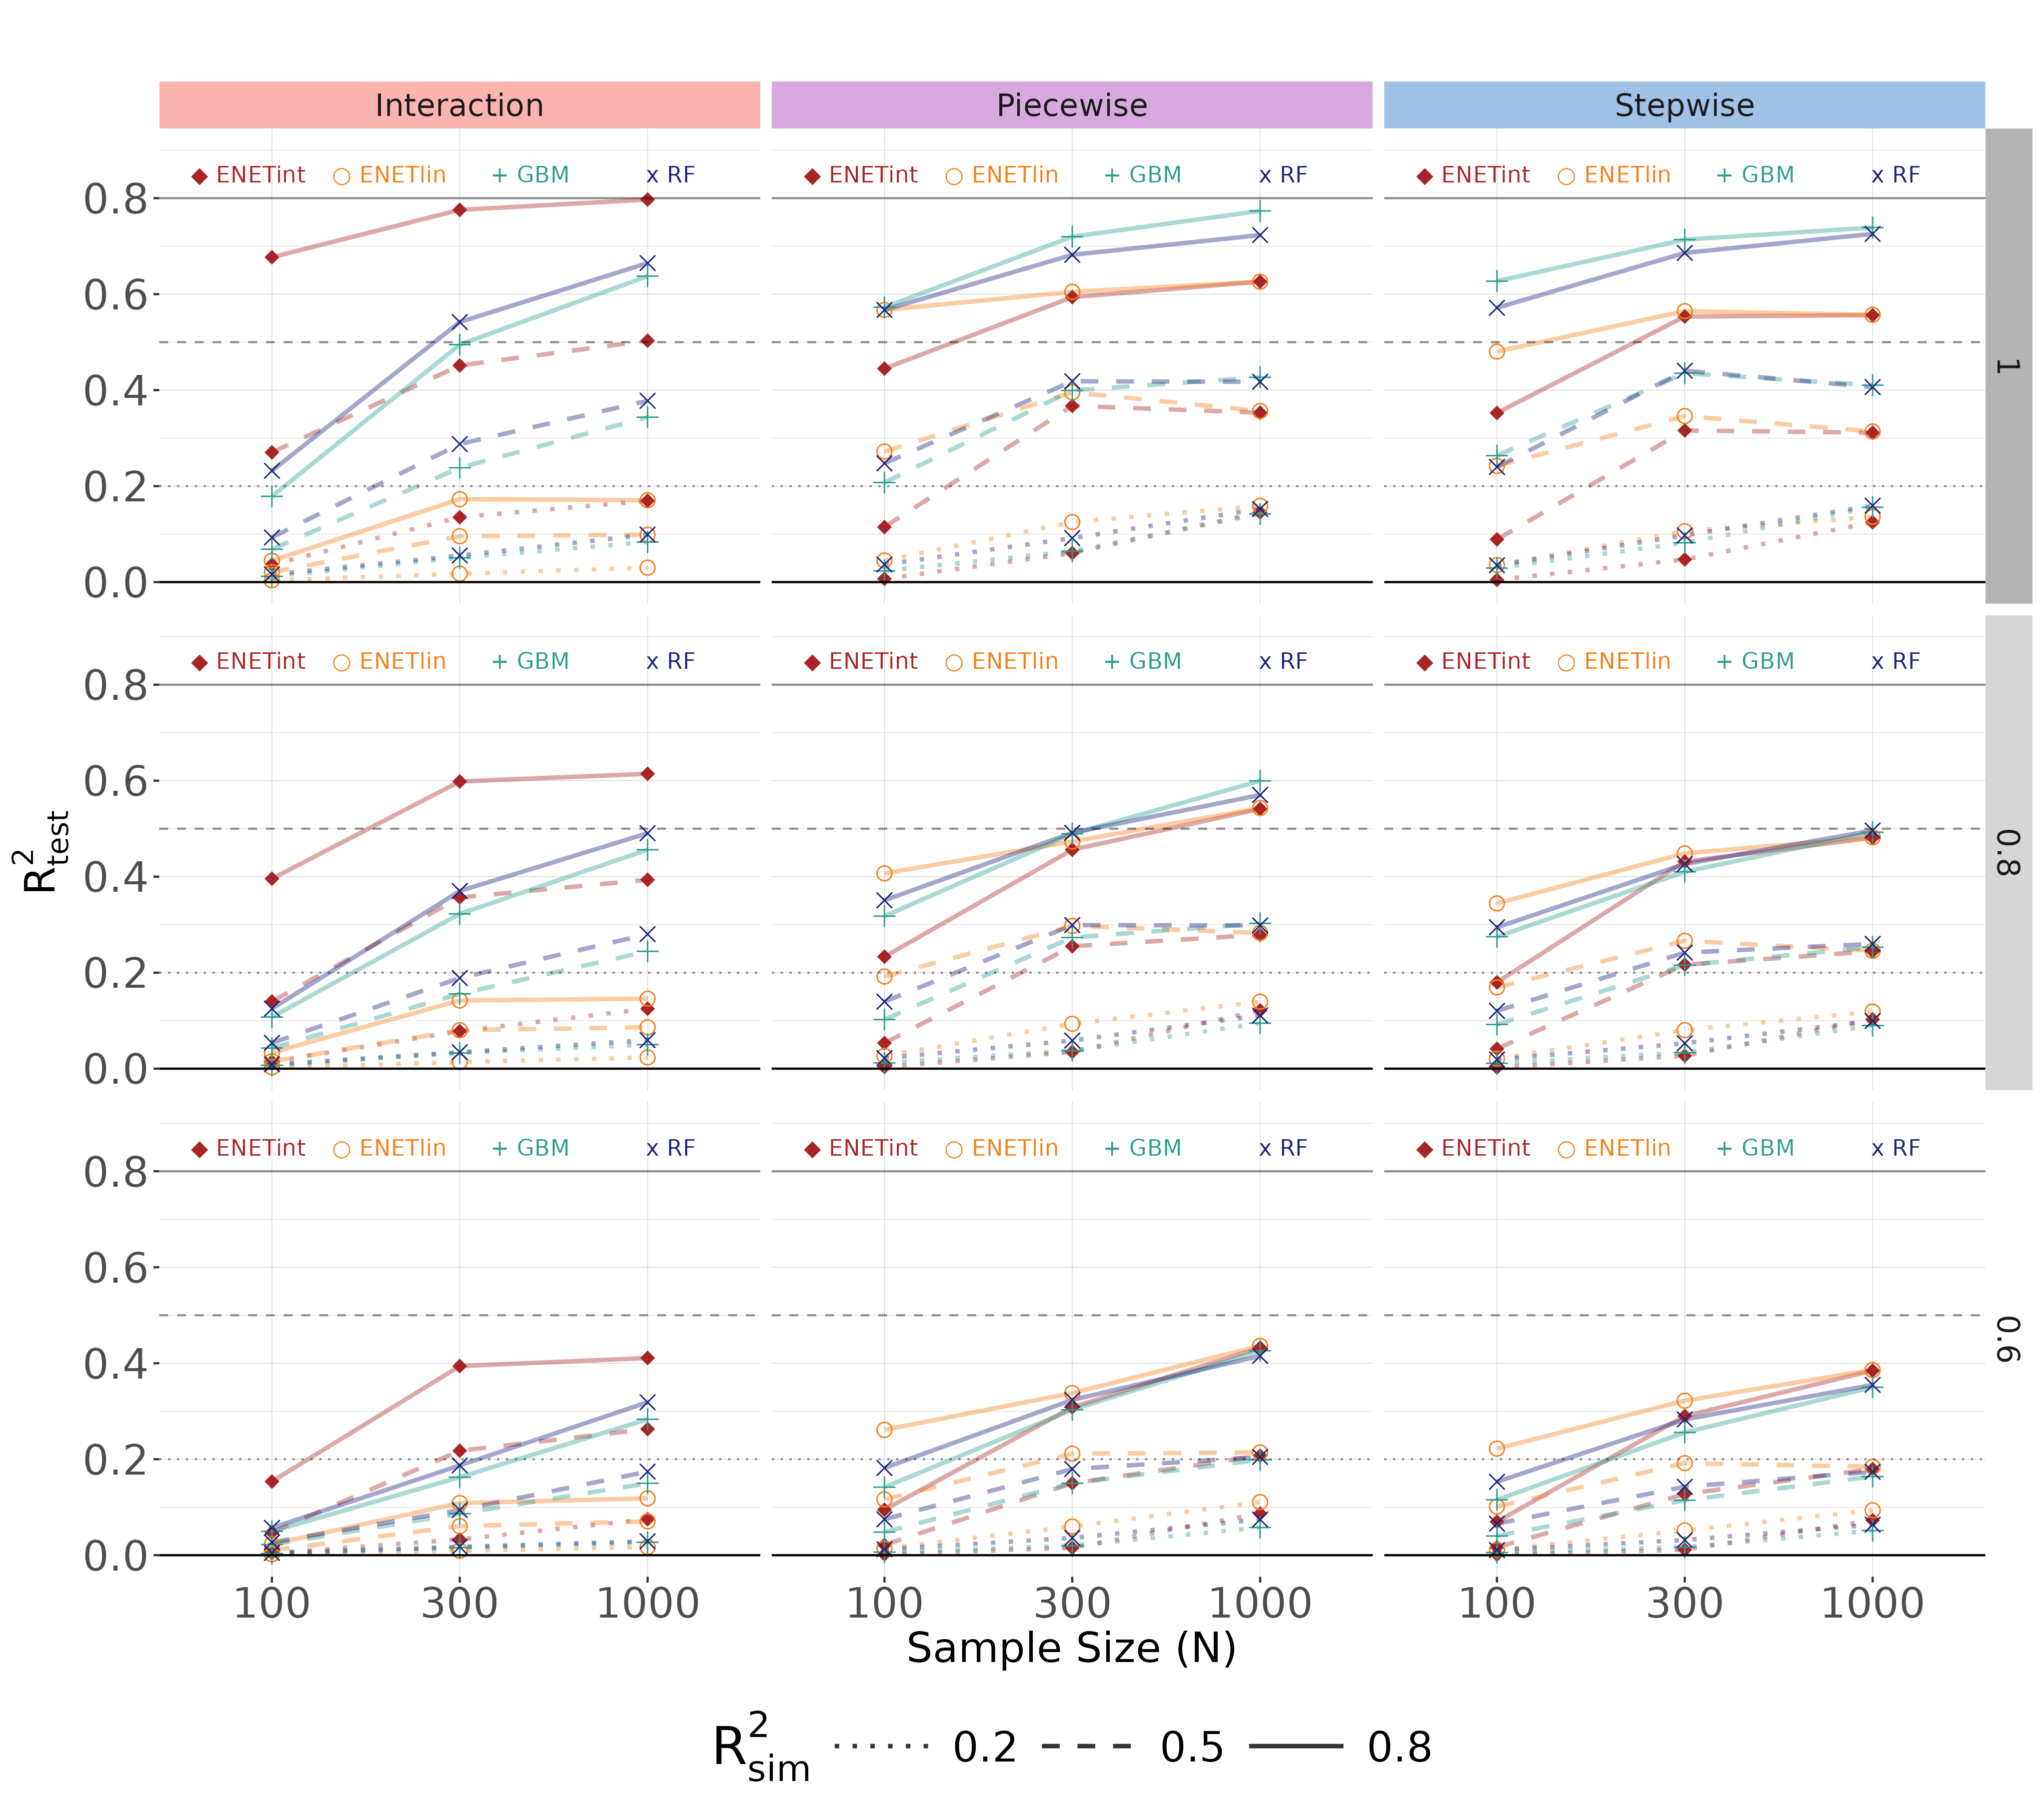 Interaction Piecewise Stepwise
◆ ENETint ○ ENETlin + GBM x RF ◆ ENETint ○ ENETlin + GBM x RF ◆ ENETint ○ ENETlin + GBM x RF
0.8
0.6
0.4
0.2
0.0
1
◆ ENETint ○ ENETlin + GBM x RF ◆ ENETint ○ ENETlin + GBM x RF ◆ ENETint ○ ENETlin + GBM x RF
0.8
0.6
0.4
0.2
0.0
0.8
R²test
◆ ENETint ○ ENETlin + GBM x RF ◆ ENETint ○ ENETlin + GBM x RF ◆ ENETint ○ ENETlin + GBM x RF
0.8
0.6
0.4
0.2
0.0
0.6
100 300 1000 100 300 1000 100 300 1000
Sample Size (N)
R²sim 0.2 0.5 0.8